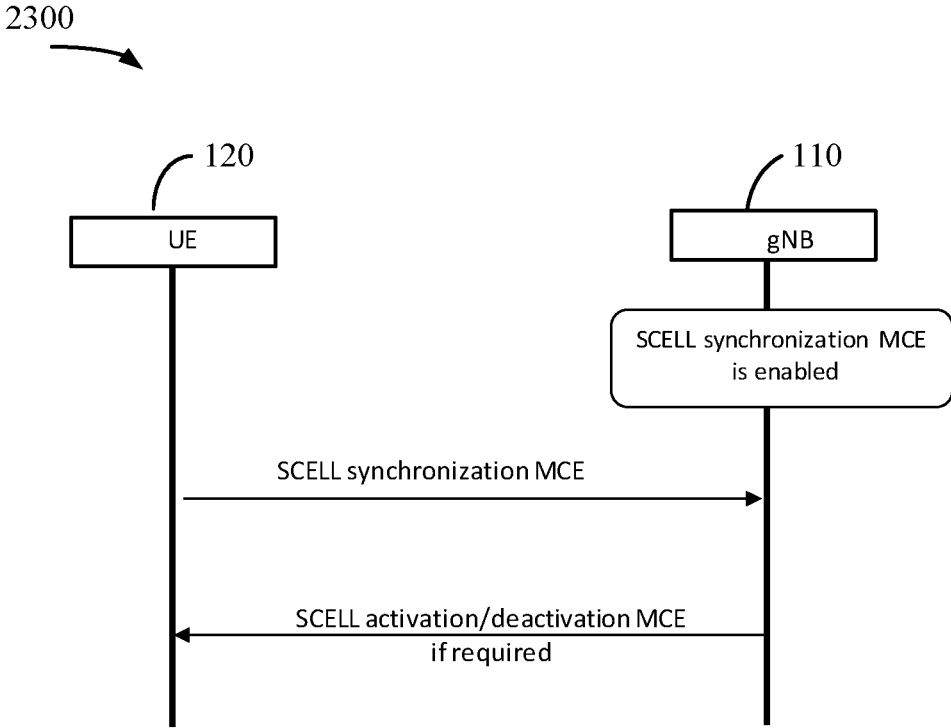 2300
120
110
UE
gNB
SCELL synchronization MCE
is enabled
SCELL synchronization MCE
SCELL activation/deactivation MCE
if required